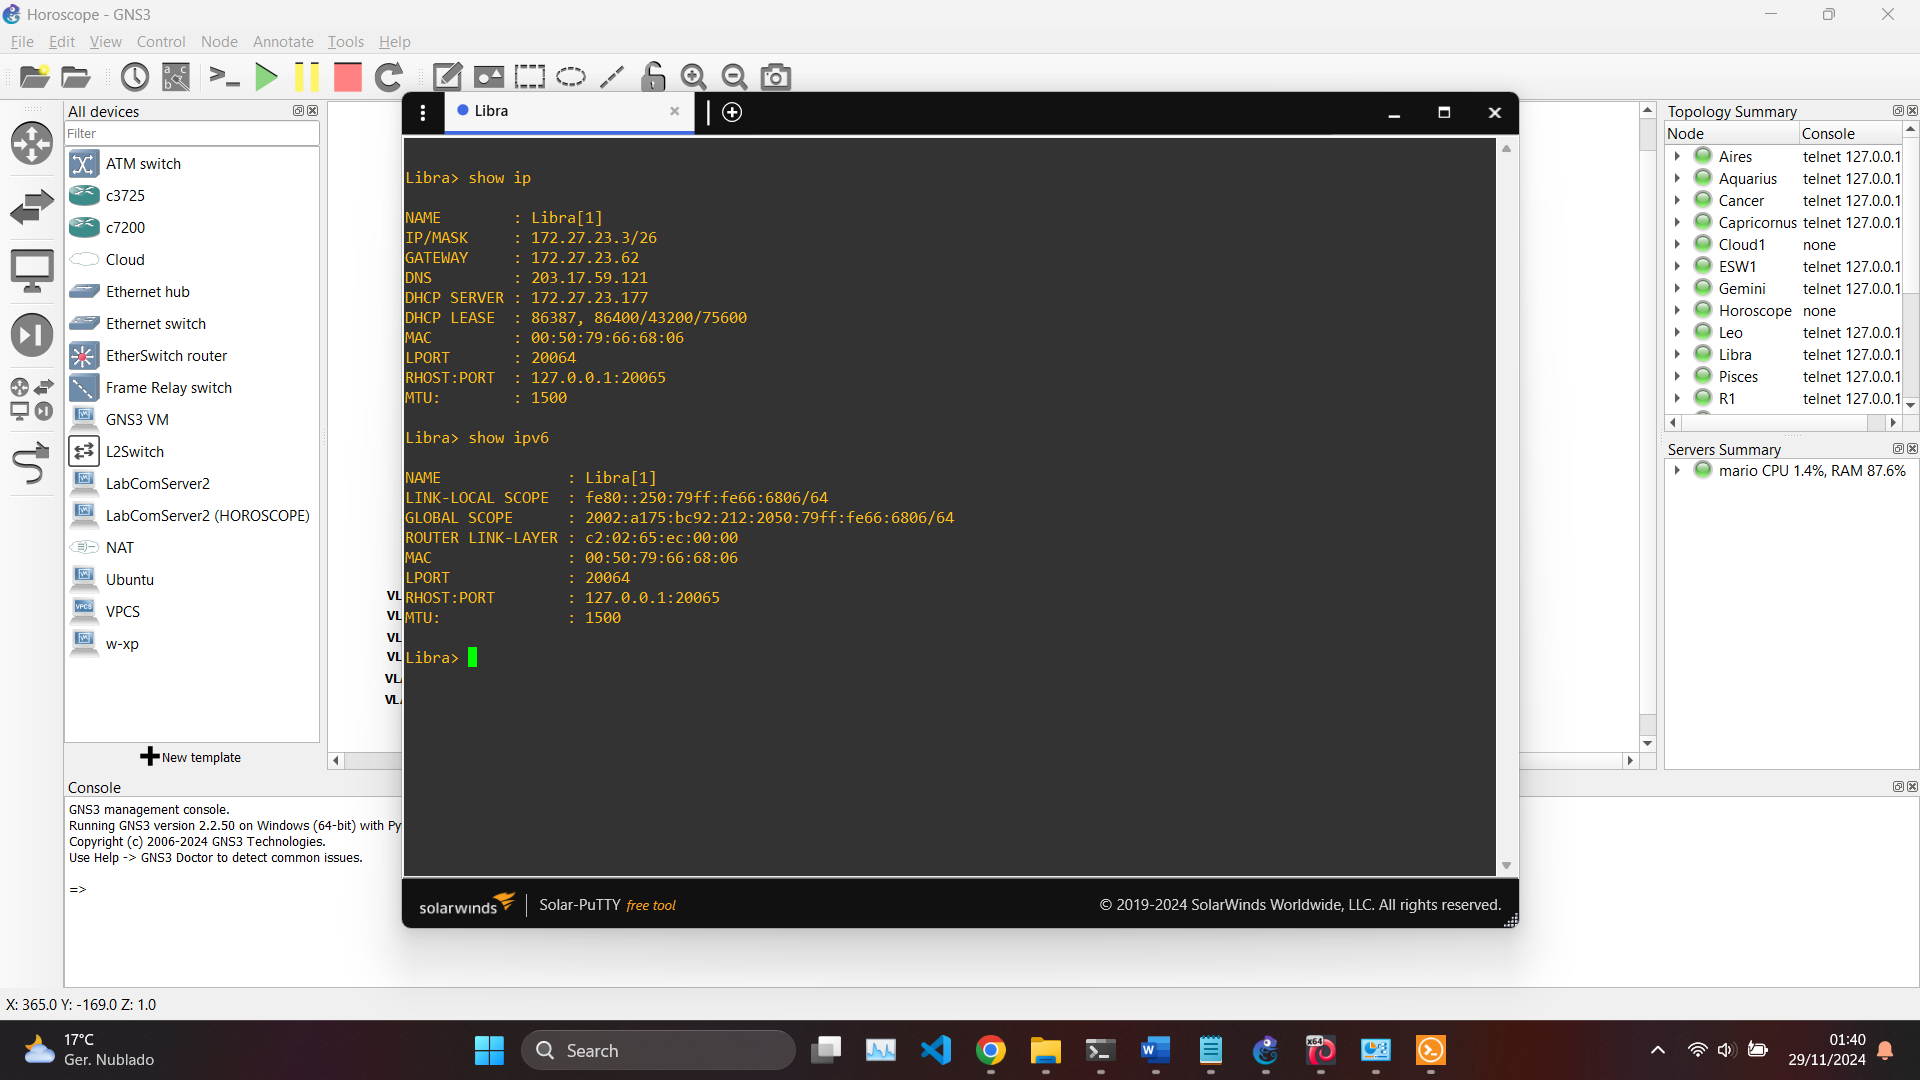 Horoscope - GNS3
File Edit View Control Node Annotate Tools Help
All devices
Filter
ATM switch
c3725
c7200
Cloud
Ethernet hub
Ethernet switch
EtherSwitch router
Frame Relay switch
GNS3 VM
L2Switch
LabComServer2
LabComServer2 (HOROSCOPE)
NAT
Ubuntu
VPCS
w-xp
New template
VL
VL
VL
VL
VL
VL
Libra
Libra> show ip
NAME : Libra[1]
IP/MASK : 172.27.23.3/26
GATEWAY : 172.27.23.62
DNS : 203.17.59.121
DHCP SERVER : 172.27.23.177
DHCP LEASE : 86387, 86400/43200/75600
MAC : 00:50:79:66:68:06
LPORT : 20064
RHOST:PORT : 127.0.0.1:20065
MTU: : 1500
Libra> show ipv6
NAME : Libra[1]
LINK-LOCAL SCOPE : fe80::250:79ff:fe66:6806/64
GLOBAL SCOPE : 2002:a175:bc92:212:2050:79ff:fe66:6806/64
ROUTER LINK-LAYER : c2:02:65:ec:00:00
MAC : 00:50:79:66:68:06
LPORT : 20064
RHOST:PORT : 127.0.0.1:20065
MTU: : 1500
Libra>
solarwinds Solar-PuTTY free tool © 2019-2024 SolarWinds Worldwide, LLC. All rights reserved.
Topology Summary
Node Console
Aires telnet 127.0.0.1
Aquarius telnet 127.0.0.1
Cancer telnet 127.0.0.1
Capricornus telnet 127.0.0.1
Cloud1 none
ESW1 telnet 127.0.0.1
Gemini telnet 127.0.0.1
Horoscope none
Leo telnet 127.0.0.1
Libra telnet 127.0.0.1
Pisces telnet 127.0.0.1
R1 telnet 127.0.0.1
Servers Summary
mario CPU 1.4%, RAM 87.6%
Console
GNS3 management console.
Running GNS3 version 2.2.50 on Windows (64-bit) with Py
Copyright (c) 2006-2024 GNS3 Technologies.
Use Help -> GNS3 Doctor to detect common issues.
=>
X: 365.0 Y: -169.0 Z: 1.0
17°C
Ger. Nublado
Search
01:40
29/11/2024